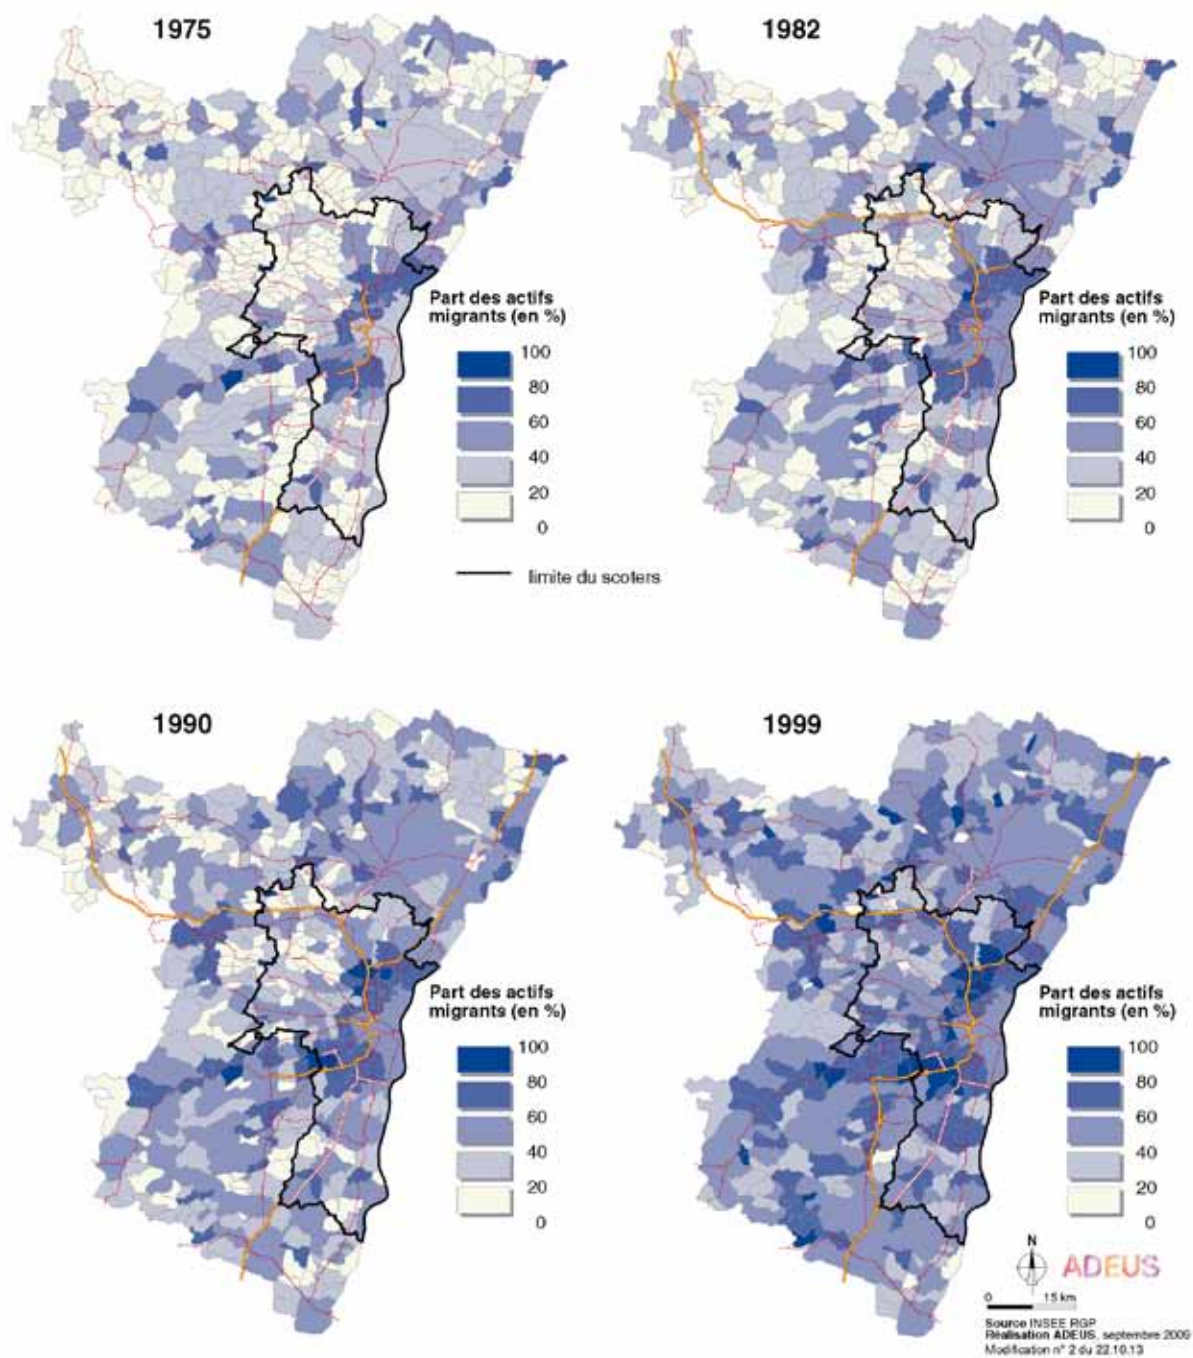 1975
Part des actifs
migrants (en %)
100
80
60
40
20
0
limite du scoters
1982
Part des actifs
migrants (en %)
100
80
60
40
20
0
1990
Part des actifs
migrants (en %)
100
80
60
40
20
0
1999
Part des actifs
migrants (en %)
100
80
60
40
20
0
N
ADEUS
0 15 km
Source INSEE RGP
Réalisation ADEUS, septembre 2009
Modification n° 2 du 22.10.13